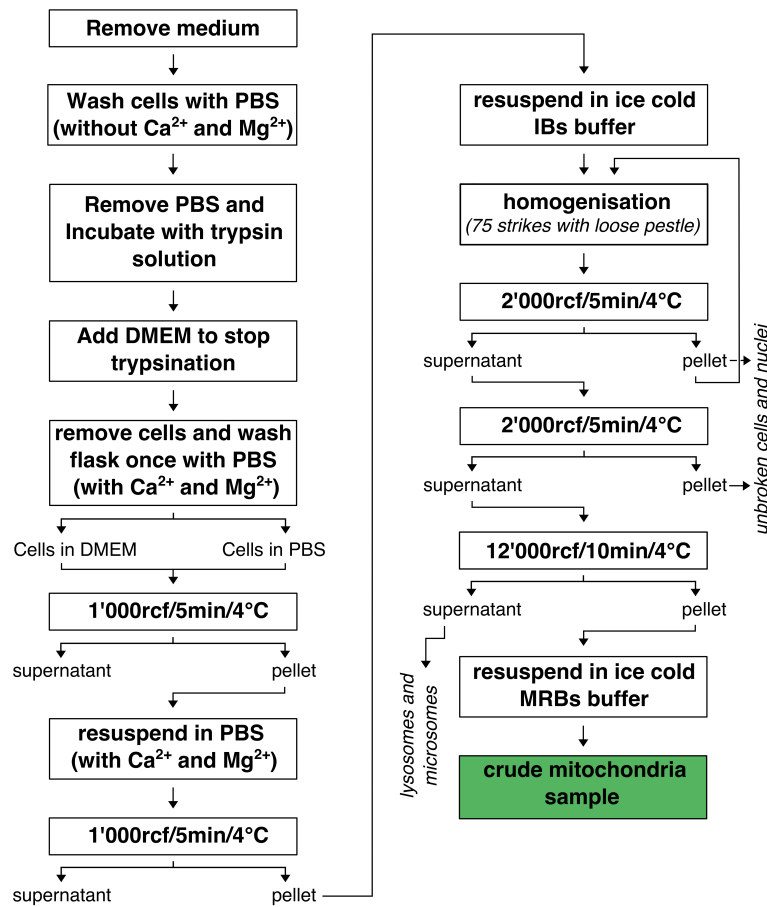 Remove medium
Wash cells with PBS
(without Ca²⁺ and Mg²⁺)
Remove PBS and
Incubate with trypsin
solution
Add DMEM to stop
trypsination
remove cells and wash
flask once with PBS
(with Ca²⁺ and Mg²⁺)
Cells in DMEM
Cells in PBS
1'000rcf/5min/4°C
supernatant
pellet
resuspend in PBS
(with Ca²⁺ and Mg²⁺)
1'000rcf/5min/4°C
supernatant
pellet
resuspend in ice cold
IBs buffer
homogenisation
(75 strikes with loose pestle)
2'000rcf/5min/4°C
supernatant
pellet
2'000rcf/5min/4°C
supernatant
pellet
unbroken cells and nuclei
12'000rcf/10min/4°C
supernatant
pellet
lysosomes and
microsomes
resuspend in ice cold
MRBs buffer
crude mitochondria
sample